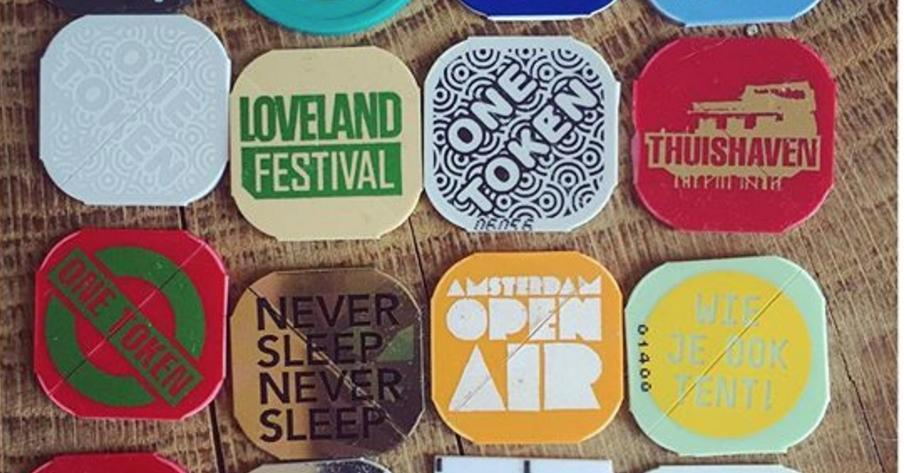 ONE
TOKEN
LOVELAND
FESTIVAL
ONE
TOKEN
06056
THUISHAVEN
ONE TOKEN
NEVER
SLEEP
NEVER
SLEEP
AMSTERDAM
OPEN
AIR
01400
WIE
JE OOK
TENT!